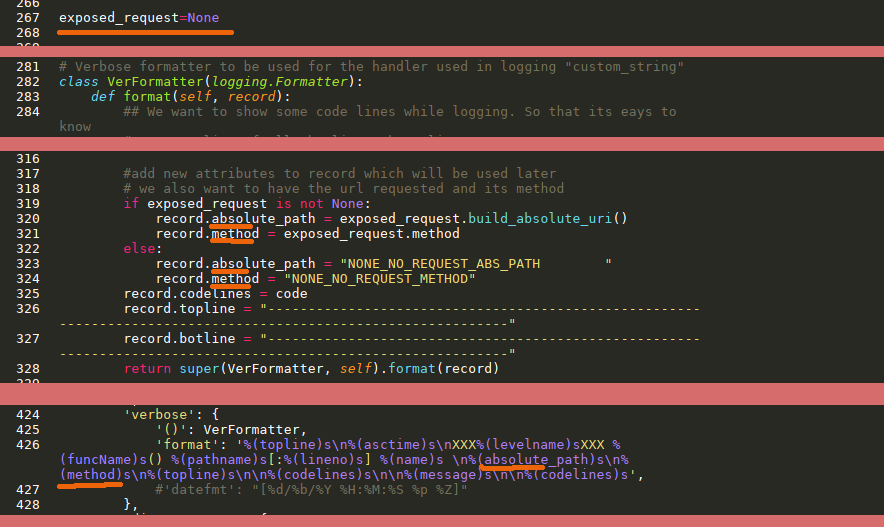 266
267 exposed_request=None
268
281 # Verbose formatter to be used for the handler used in logging "custom_string"
282 class VerFormatter(logging.Formatter):
283 def format(self, record):
284 ## We want to show some code lines while logging. So that its eays to
know
316
317 #add new attributes to record which will be used later
318 # we also want to have the url requested and its method
319 if exposed_request is not None:
320 record.absolute_path = exposed_request.build_absolute_uri()
321 record.method = exposed_request.method
322 else:
323 record.absolute_path = "NONE_NO_REQUEST_ABS_PATH        "
324 record.method = "NONE_NO_REQUEST_METHOD"
325 record.codelines = code
326 record.topline = "------------------------------------------------------
--------------------------------------------------------"
327 record.botline = "------------------------------------------------------
--------------------------------------------------------"
328 return super(VerFormatter, self).format(record)
424 'verbose': {
425 '()': VerFormatter,
426 'format': '%(topline)s\n%(asctime)s\nXXX%(levelname)sXXX %
(funcName)s() %(pathname)s[:%(lineno)s] %(name)s \n%(absolute_path)s\n%
(method)s\n%(topline)s\n\n%(codelines)s\n\n%(message)s\n\n%(codelines)s',
427 #'datefmt': "[%d/%b/%Y %H:%M:%S %p %Z]"
428 },